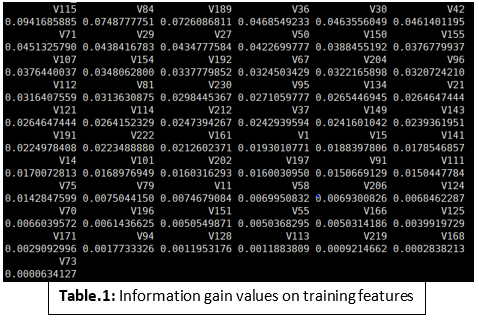 V115 V84 V189 V36 V30 V42
0.0941685885 0.0748777751 0.0726086811 0.0468549233 0.0463556049 0.0461401195
V71 V29 V27 V50 V150 V155
0.0451325790 0.0438416783 0.0434777584 0.0422699777 0.0388455192 0.0376779937
V107 V154 V192 V67 V204 V96
0.0376440037 0.0348062800 0.0337779852 0.0324503429 0.0322165898 0.0320724210
V112 V81 V230 V95 V134 V21
0.0316407559 0.0313630875 0.0298445367 0.0271059777 0.0265446945 0.0264647444
V121 V114 V212 V37 V149 V143
0.0264647444 0.0264152329 0.0247394267 0.0242939594 0.0241601042 0.0239361951
V191 V222 V161 V1 V15 V141
0.0224978408 0.0223488880 0.0212602371 0.0193010771 0.0188397806 0.0178546857
V14 V101 V202 V197 V91 V111
0.0170072813 0.0168976949 0.0160316293 0.0160030950 0.0150669129 0.0150447784
V75 V79 V11 V58 V206 V124
0.0142847599 0.0075044150 0.0074679084 0.0069950832 0.0069300826 0.0068462287
V70 V196 V151 V55 V166 V125
0.0066039572 0.0061436625 0.0050549871 0.0050368295 0.0050314186 0.0039919729
V171 V94 V128 V113 V219 V168
0.0029092996 0.0017733326 0.0011953176 0.0011883809 0.0009214662 0.0002838213
V73
0.0000634127
Table.1: Information gain values on training features